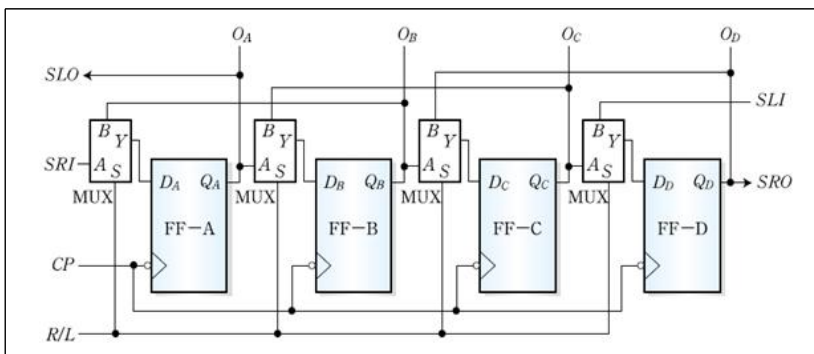 O_A O_B O_C O_D
SLO
SLI
B Y B Y B Y B Y
SRI A S A S A S A S
D_A Q_A D_B Q_B D_C Q_C D_D Q_D SRO
MUX MUX MUX MUX
FF-A FF-B FF-C FF-D
CP
R/L